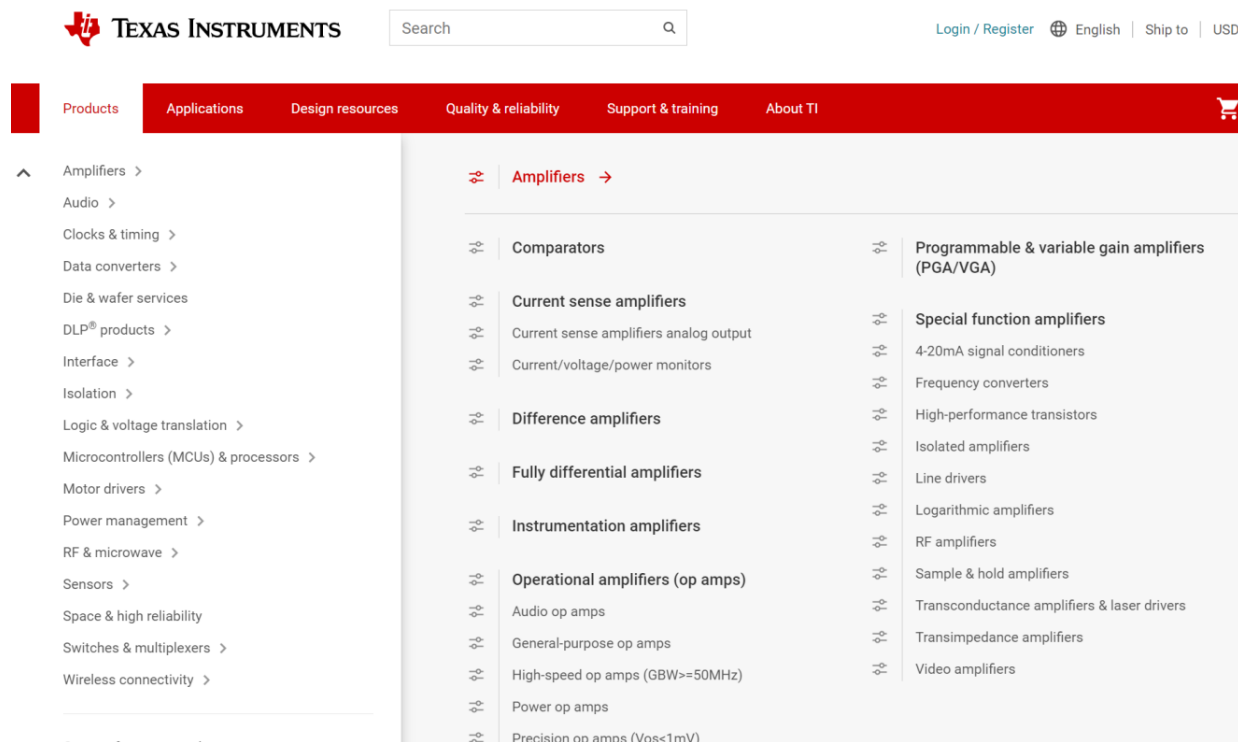 TEXAS INSTRUMENTS
Search
Login / Register
English
Ship to
USD
Products
Applications
Design resources
Quality & reliability
Support & training
About TI
Amplifiers
Audio
Clocks & timing
Data converters
Die & wafer services
DLP® products
Interface
Isolation
Logic & voltage translation
Microcontrollers (MCUs) & processors
Motor drivers
Power management
RF & microwave
Sensors
Space & high reliability
Switches & multiplexers
Wireless connectivity
Amplifiers
Comparators
Current sense amplifiers
Current sense amplifiers analog output
Current/voltage/power monitors
Difference amplifiers
Fully differential amplifiers
Instrumentation amplifiers
Operational amplifiers (op amps)
Audio op amps
General-purpose op amps
High-speed op amps (GBW>=50MHz)
Power op amps
Precision op amps (Vos<1mV)
Programmable & variable gain amplifiers
(PGA/VGA)
Special function amplifiers
4-20mA signal conditioners
Frequency converters
High-performance transistors
Isolated amplifiers
Line drivers
Logarithmic amplifiers
RF amplifiers
Sample & hold amplifiers
Transconductance amplifiers & laser drivers
Transimpedance amplifiers
Video amplifiers